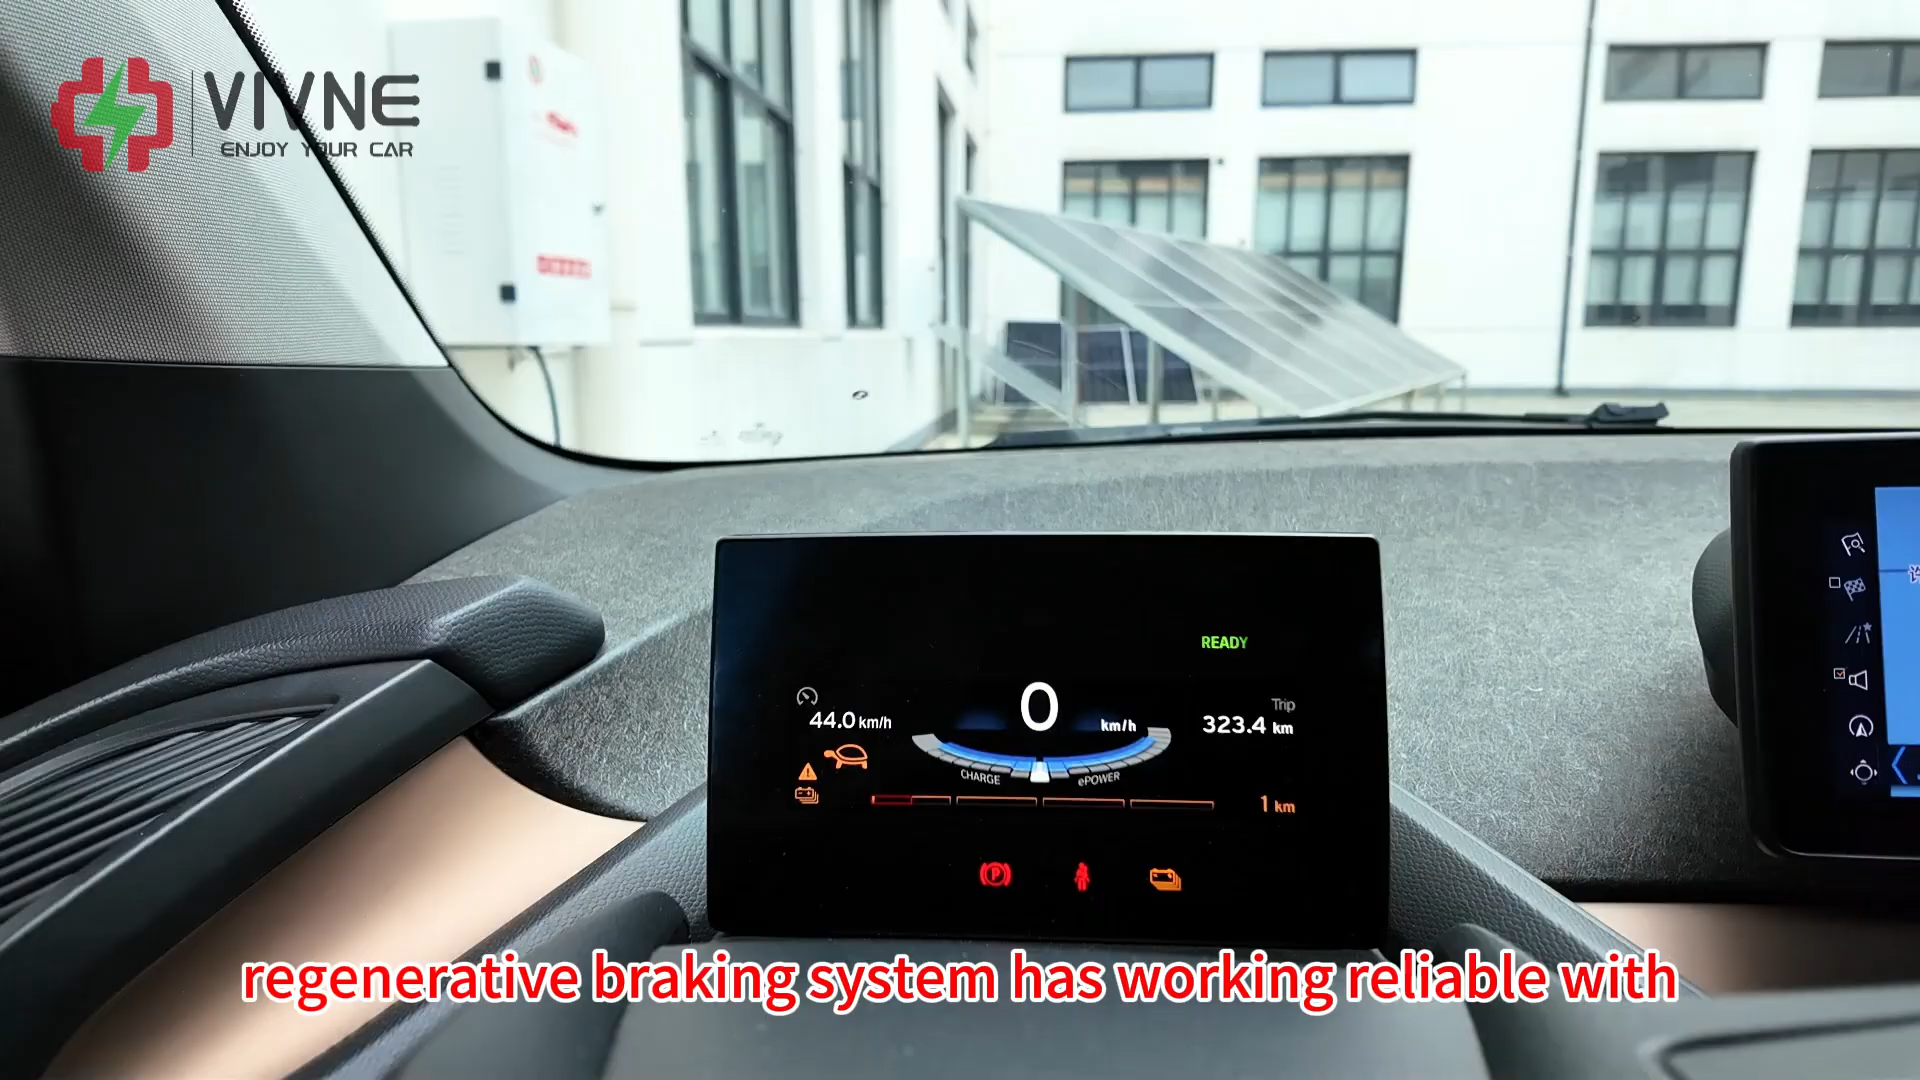 VIVNE
ENJOY YOUR CAR
READY
0 km/h
44.0 km/h
Trip
323.4 km
CHARGE
ePOWER
1 km
regenerative braking system has working reliable with